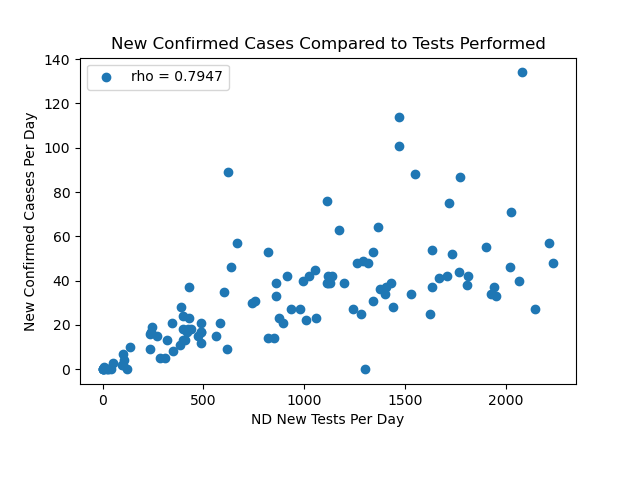 New Confirmed Cases Compared to Tests Performed
rho = 0.7947
New Confirmed Caeses Per Day
140
120
100
80
60
40
20
0
0 500 1000 1500 2000
ND New Tests Per Day